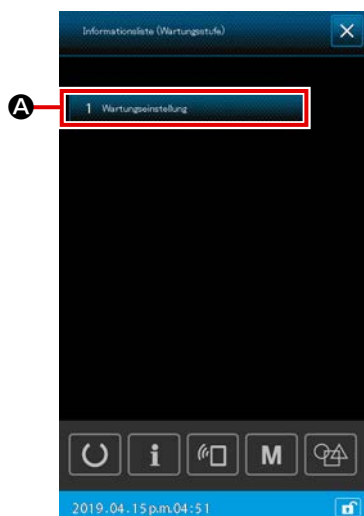 Informationsliste (Wartungsstufe)
A
1 Wartungseinstellung
i
M
2019.04.15p.m.04:51